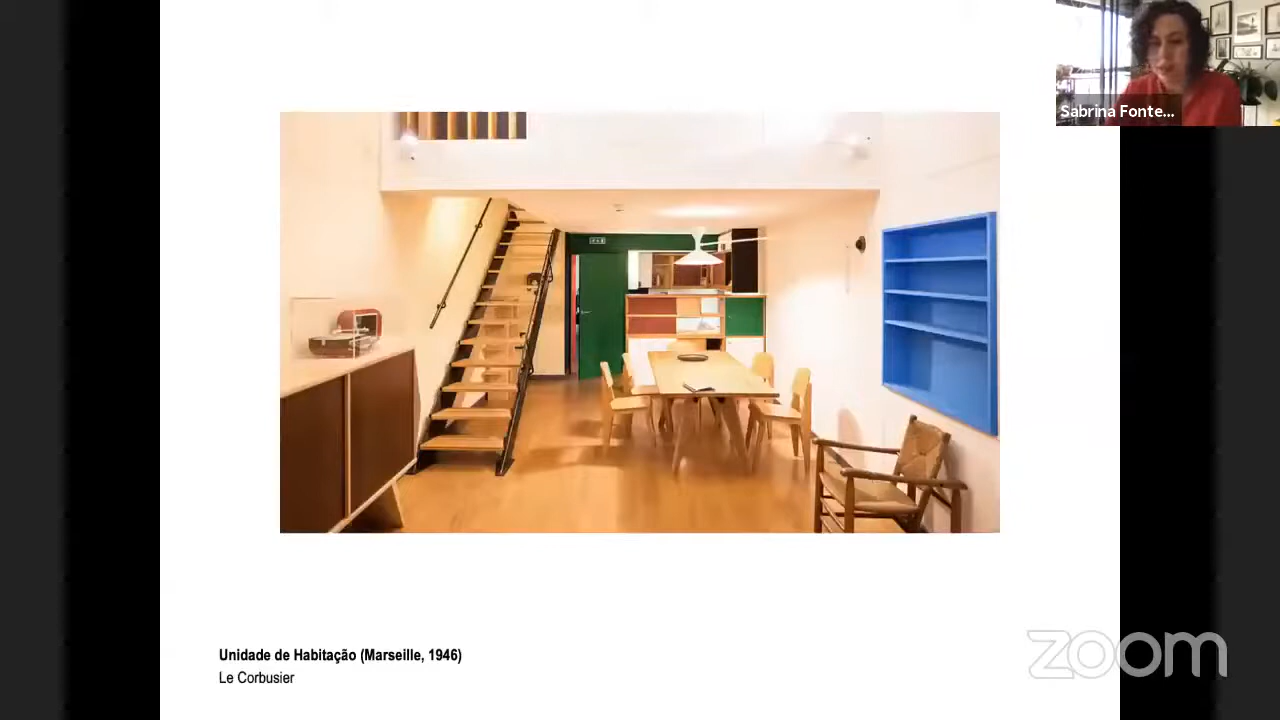 Sabrina Fonte...
Unidade de Habitação (Marseille, 1946)
Le Corbusier
zoom